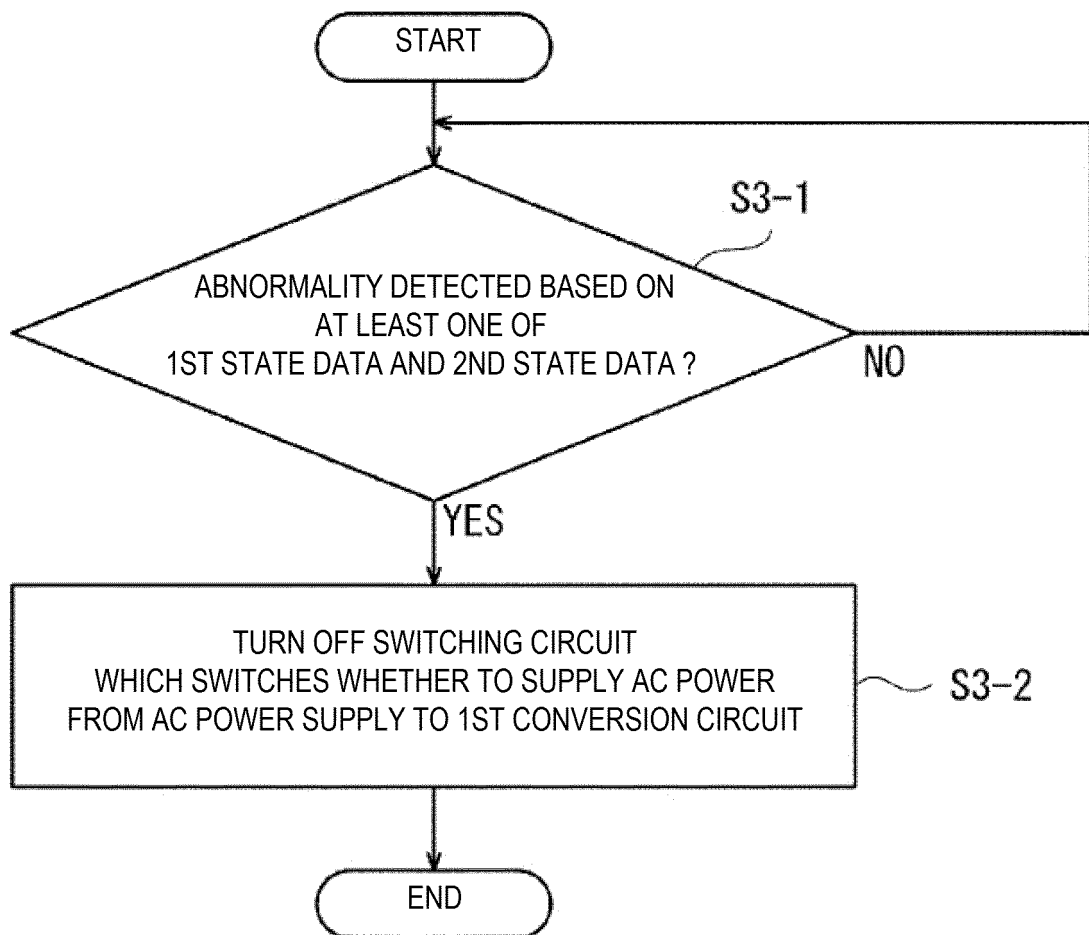 START
S3-1
ABNORMALITY DETECTED BASED ON
AT LEAST ONE OF
1ST STATE DATA AND 2ND STATE DATA ?
NO
YES
TURN OFF SWITCHING CIRCUIT
WHICH SWITCHES WHETHER TO SUPPLY AC POWER
FROM AC POWER SUPPLY TO 1ST CONVERSION CIRCUIT
S3-2
END